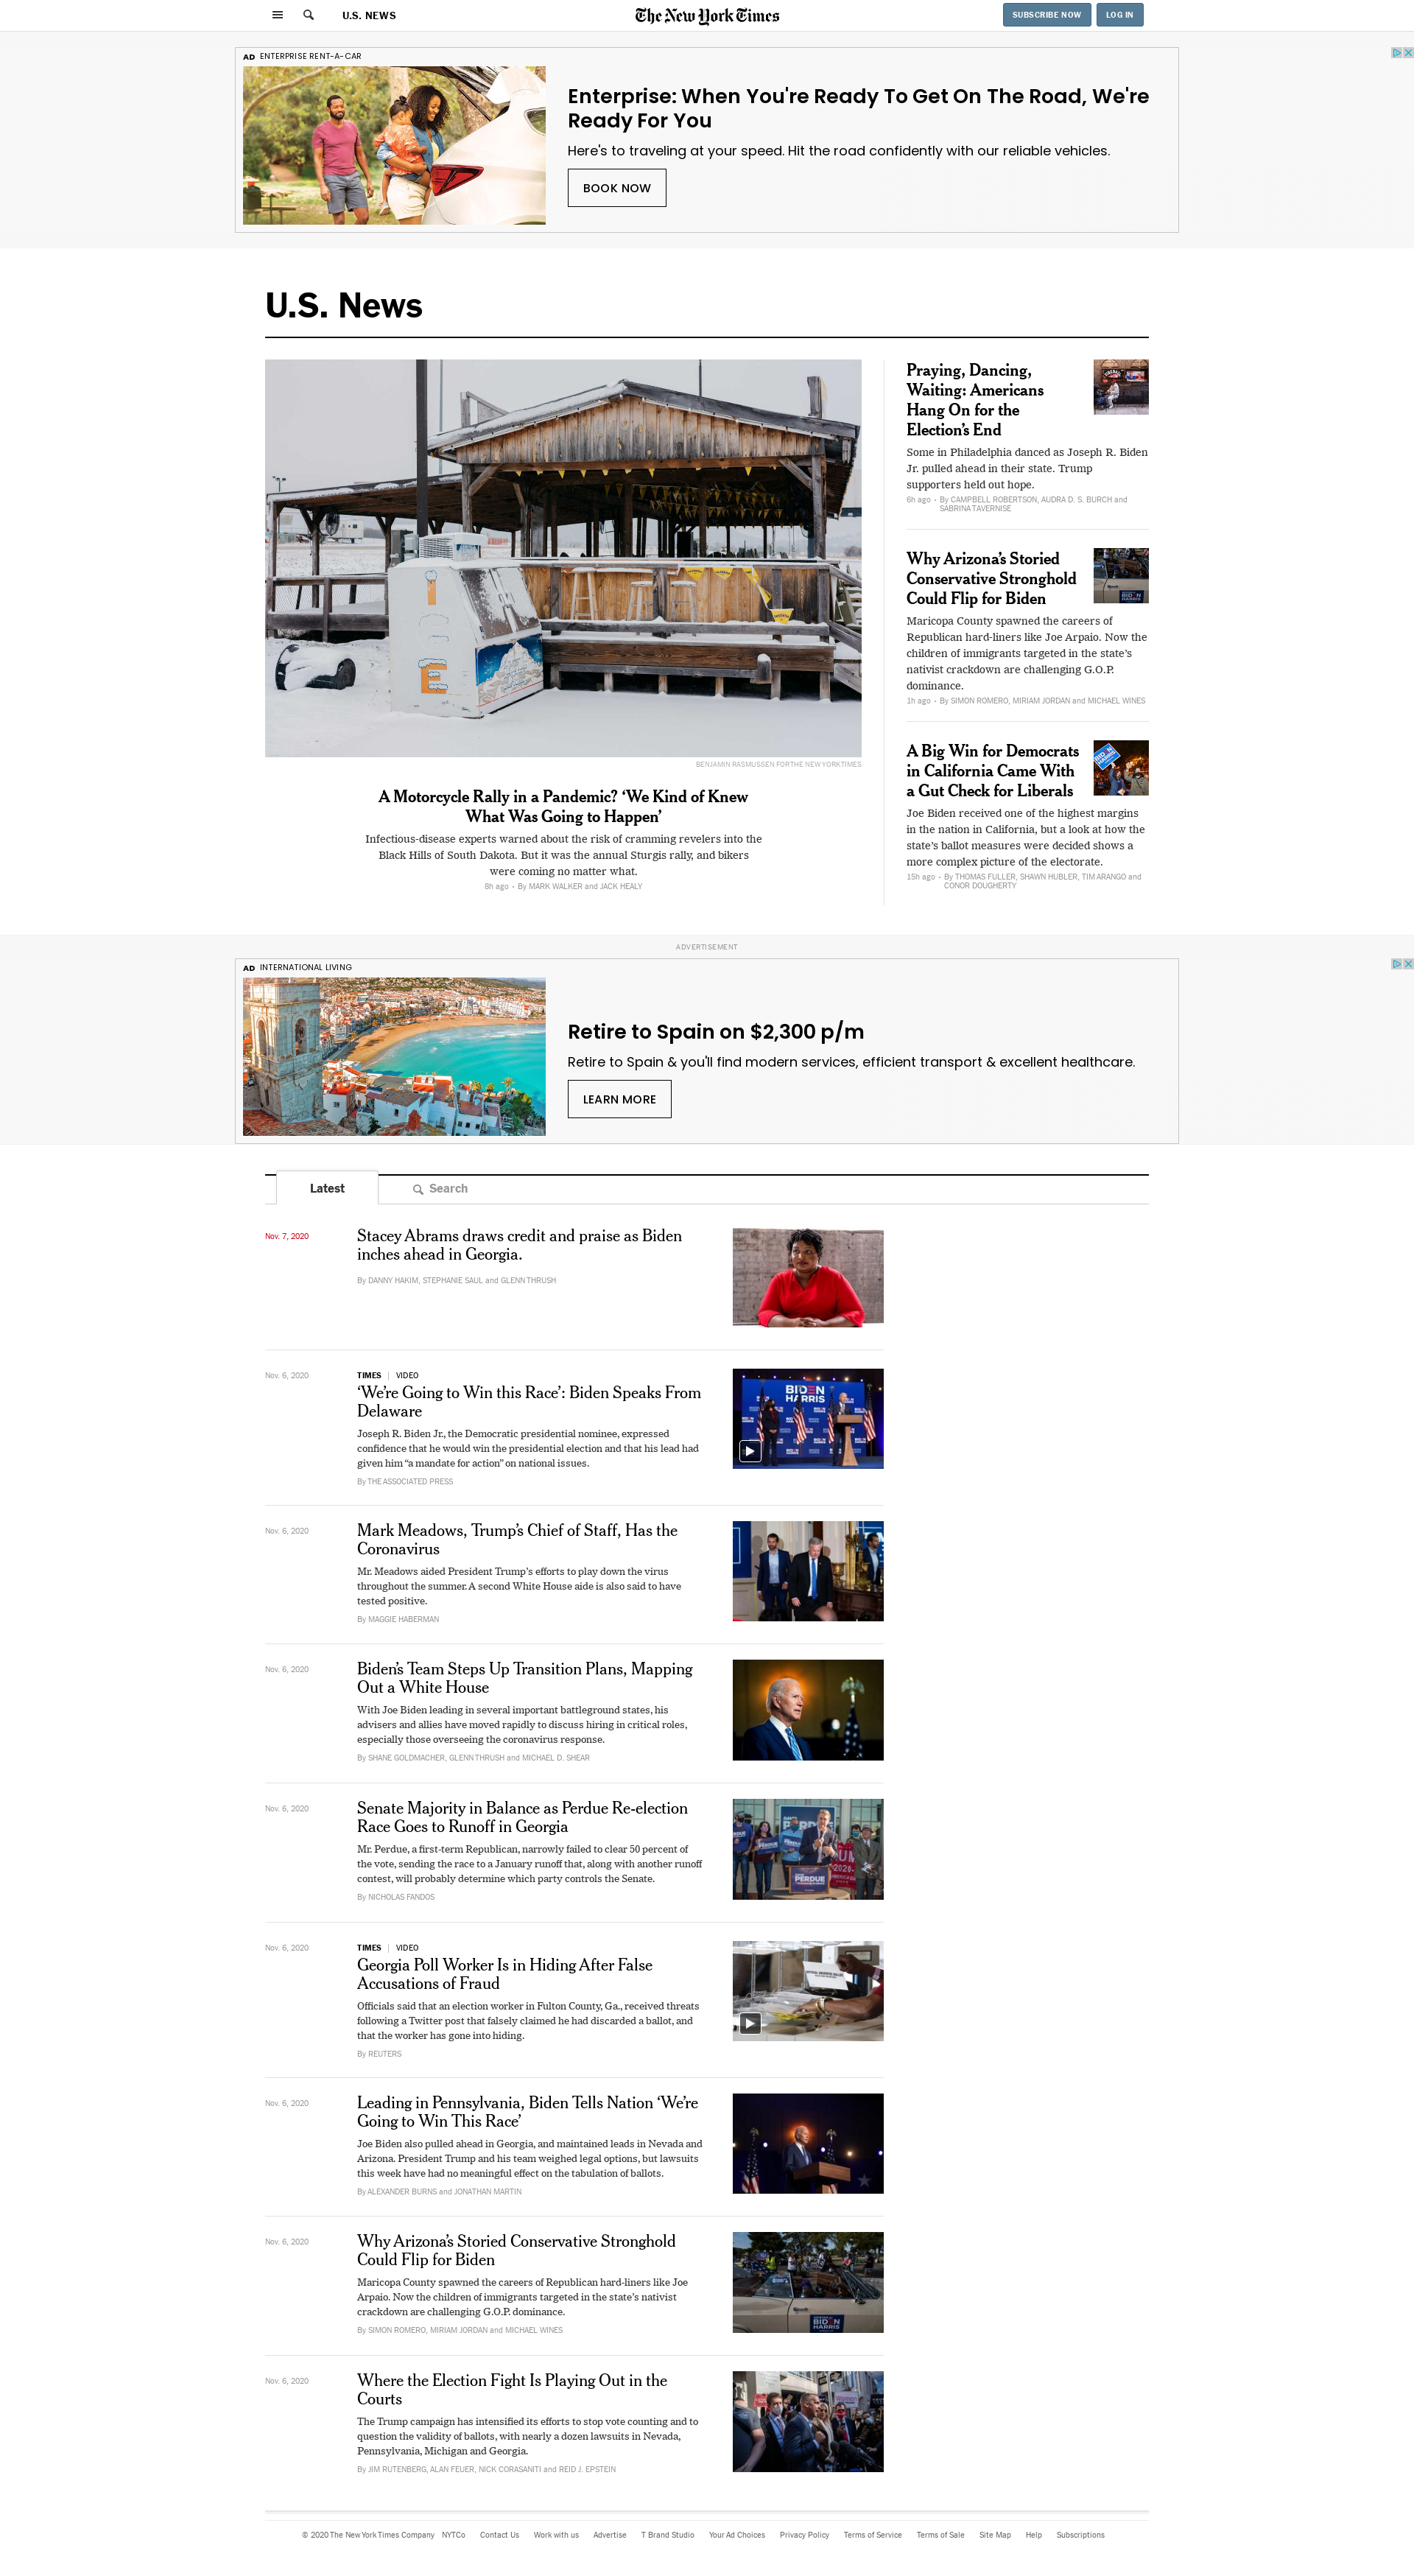 U.S. NEWS
The New York Times
SUBSCRIBE NOW
LOG IN
AD ENTERPRISE RENT-A-CAR
Enterprise: When You're Ready To Get On The Road, We're
Ready For You
Here's to traveling at your speed. Hit the road confidently with our reliable vehicles.
BOOK NOW
U.S. News
BENJAMIN RASMUSSEN FOR THE NEW YORK TIMES
A Motorcycle Rally in a Pandemic? ‘We Kind of Knew
What Was Going to Happen’
Infectious-disease experts warned about the risk of cramming revelers into the
Black Hills of South Dakota. But it was the annual Sturgis rally, and bikers
were coming no matter what.
8h ago • By MARK WALKER and JACK HEALY
Praying, Dancing,
Waiting: Americans
Hang On for the
Election’s End
Some in Philadelphia danced as Joseph R. Biden
Jr. pulled ahead in their state. Trump
supporters held out hope.
6h ago • By CAMPBELL ROBERTSON, AUDRA D. S. BURCH and
SABRINA TAVERNISE
Why Arizona’s Storied
Conservative Stronghold
Could Flip for Biden
Maricopa County spawned the careers of
Republican hard-liners like Joe Arpaio. Now the
children of immigrants targeted in the state’s
nativist crackdown are challenging G.O.P.
dominance.
1h ago • By SIMON ROMERO, MIRIAM JORDAN and MICHAEL WINES
A Big Win for Democrats
in California Came With
a Gut Check for Liberals
Joe Biden received one of the highest margins
in the nation in California, but a look at how the
state’s ballot measures were decided shows a
more complex picture of the electorate.
15h ago • By THOMAS FULLER, SHAWN HUBLER, TIM ARANGO and
CONOR DOUGHERTY
ADVERTISEMENT
AD INTERNATIONAL LIVING
Retire to Spain on $2,300 p/m
Retire to Spain & you'll find modern services, efficient transport & excellent healthcare.
LEARN MORE
Latest
Search
Nov. 7, 2020
Stacey Abrams draws credit and praise as Biden
inches ahead in Georgia.
By DANNY HAKIM, STEPHANIE SAUL and GLENN THRUSH
Nov. 6, 2020
TIMES | VIDEO
‘We’re Going to Win this Race’: Biden Speaks From
Delaware
Joseph R. Biden Jr., the Democratic presidential nominee, expressed
confidence that he would win the presidential election and that his lead had
given him “a mandate for action” on national issues.
By THE ASSOCIATED PRESS
BIDEN
HARRIS
Nov. 6, 2020
Mark Meadows, Trump’s Chief of Staff, Has the
Coronavirus
Mr. Meadows aided President Trump’s efforts to play down the virus
throughout the summer. A second White House aide is also said to have
tested positive.
By MAGGIE HABERMAN
Nov. 6, 2020
Biden’s Team Steps Up Transition Plans, Mapping
Out a White House
With Joe Biden leading in several important battleground states, his
advisers and allies have moved rapidly to discuss hiring in critical roles,
especially those overseeing the coronavirus response.
By SHANE GOLDMACHER, GLENN THRUSH and MICHAEL D. SHEAR
Nov. 6, 2020
Senate Majority in Balance as Perdue Re-election
Race Goes to Runoff in Georgia
Mr. Perdue, a first-term Republican, narrowly failed to clear 50 percent of
the vote, sending the race to a January runoff that, along with another runoff
contest, will probably determine which party controls the Senate.
By NICHOLAS FANDOS
PERDUE
Nov. 6, 2020
TIMES | VIDEO
Georgia Poll Worker Is in Hiding After False
Accusations of Fraud
Officials said that an election worker in Fulton County, Ga., received threats
following a Twitter post that falsely claimed he had discarded a ballot, and
that the worker has gone into hiding.
By REUTERS
Nov. 6, 2020
Leading in Pennsylvania, Biden Tells Nation ‘We’re
Going to Win This Race’
Joe Biden also pulled ahead in Georgia, and maintained leads in Nevada and
Arizona. President Trump and his team weighed legal options, but lawsuits
this week have had no meaningful effect on the tabulation of ballots.
By ALEXANDER BURNS and JONATHAN MARTIN
Nov. 6, 2020
Why Arizona’s Storied Conservative Stronghold
Could Flip for Biden
Maricopa County spawned the careers of Republican hard-liners like Joe
Arpaio. Now the children of immigrants targeted in the state’s nativist
crackdown are challenging G.O.P. dominance.
By SIMON ROMERO, MIRIAM JORDAN and MICHAEL WINES
BIDEN
HARRIS
Nov. 6, 2020
Where the Election Fight Is Playing Out in the
Courts
The Trump campaign has intensified its efforts to stop vote counting and to
question the validity of ballots, with nearly a dozen lawsuits in Nevada,
Pennsylvania, Michigan and Georgia.
By JIM RUTENBERG, ALAN FEUER, NICK CORASANITI and REID J. EPSTEIN
© 2020 The New York Times Company NYTCo Contact Us Work with us Advertise T Brand Studio Your Ad Choices Privacy Policy Terms of Service Terms of Sale Site Map Help Subscriptions